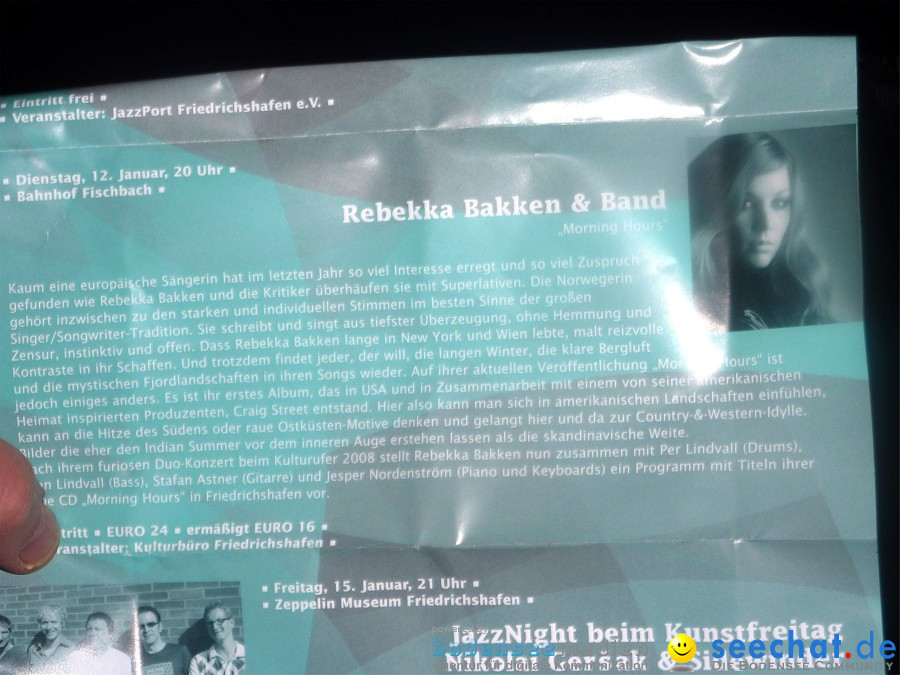 ▪ Eintritt frei ▪
▪ Veranstalter: JazzPort Friedrichshafen e.V. ▪
▪ Dienstag, 12. Januar, 20 Uhr ▪
▪ Bahnhof Fischbach ▪
Rebekka Bakken & Band
„Morning Hours“
Kaum eine europäische Sängerin hat im letzten Jahr so viel Interesse erregt und so viel Zuspruch
gefunden wie Rebekka Bakken und die Kritiker überhäufen sie mit Superlativen. Die Norwegerin
gehört inzwischen zu den starken und individuellen Stimmen im besten Sinne der großen
Singer/Songwriter-Tradition. Sie schreibt und singt aus tiefster Überzeugung, ohne Hemmung und
Zensur, instinktiv und offen. Dass Rebekka Bakken lange in New York und Wien lebte, malt reizvolle
Kontraste in ihr Schaffen. Und trotzdem findet jeder, der will, die langen Winter, die klare Bergluft
und die mystischen Fjordlandschaften in ihren Songs wieder. Auf ihrer aktuellen Veröffentlichung „Morning Hours“ ist
jedoch einiges anders. Es ist ihr erstes Album, das in USA und in Zusammenarbeit mit einem von seiner amerikanischen
Heimat inspirierten Produzenten, Craig Street entstand. Hier also kann man sich in amerikanischen Landschaften einfühlen,
kann an die Hitze des Südens oder raue Ostküsten-Motive denken und gelangt hier und da zur Country-&-Western-Idylle.
Bilder die eher den Indian Summer vor dem inneren Auge erstehen lassen als die skandinavische Weite.
Nach ihrem furiosen Duo-Konzert beim Kulturufer 2008 stellt Rebekka Bakken nun zusammen mit Per Lindvall (Drums),
Lindvall (Bass), Stafan Astner (Gitarre) und Jesper Nordenström (Piano und Keyboards) ein Programm mit Titeln ihrer
CD „Morning Hours“ in Friedrichshafen vor.
tritt ▪ EURO 24 ▪ ermäßigt EURO 16 ▪
ranstalter: Kulturbüro Friedrichshafen ▪
▪ Freitag, 15. Januar, 21 Uhr ▪
▪ Zeppelin Museum Friedrichshafen ▪
JazzNight beim Kunstfreitag
seechat.de
Die Bodensee Community